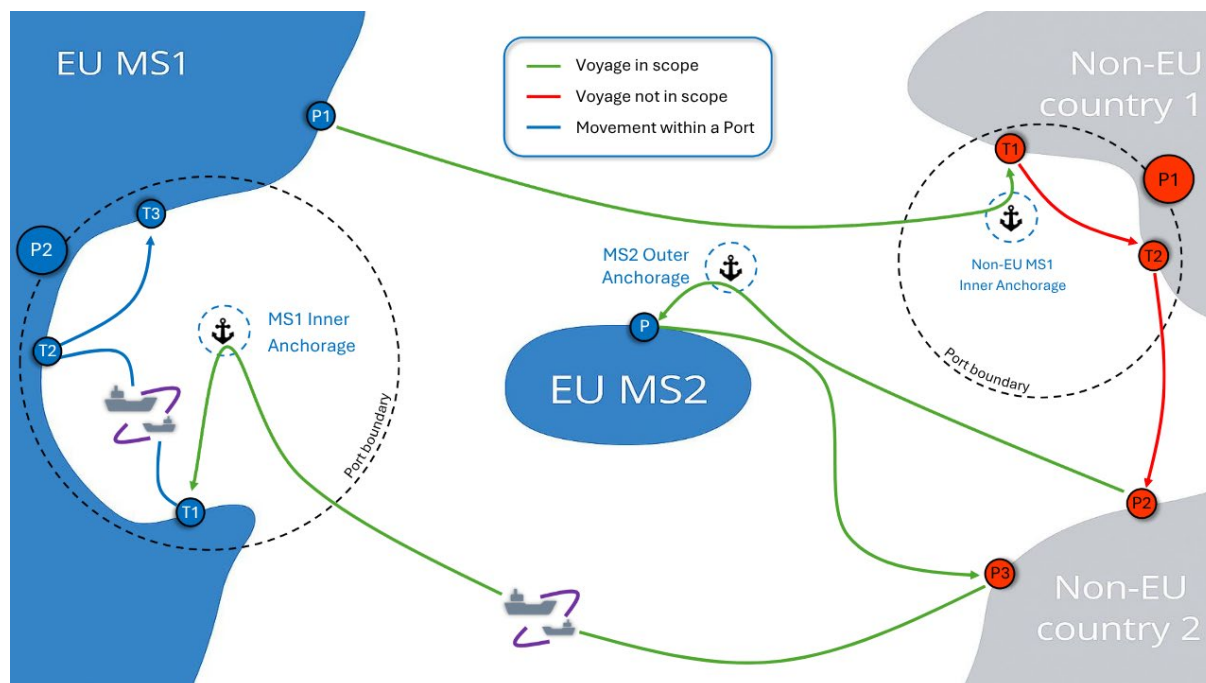 EU MS1
Voyage in scope
Voyage not in scope
Movement within a Port
Non-EU
country 1
P1
T1
P1
T3
P2
T2
MS1 Inner
Anchorage
MS2 Outer
Anchorage
Non-EU MS1
Inner Anchorage
T2
Port boundary
P
EU MS2
T1
Port boundary
P2
P3
Non-EU
country 2